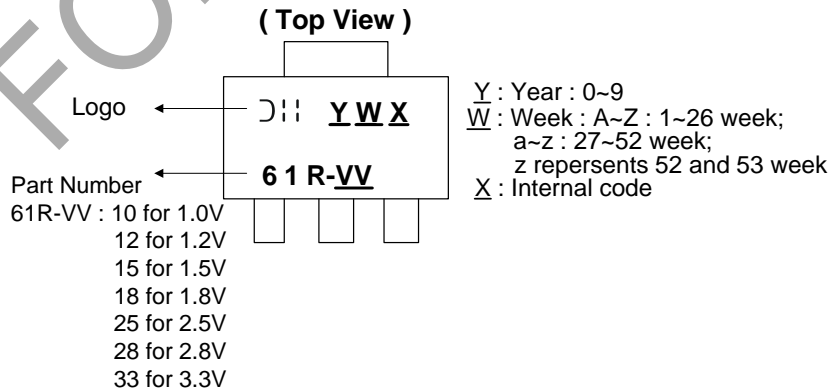 ( Top View )
Logo
Y W X
61R-VV
Y : Year : 0~9
W : Week : A~Z : 1~26 week;
a~z : 27~52 week;
z repersents 52 and 53 week
X : Internal code
Part Number
61R-VV : 10 for 1.0V
12 for 1.2V
15 for 1.5V
18 for 1.8V
25 for 2.5V
28 for 2.8V
33 for 3.3V